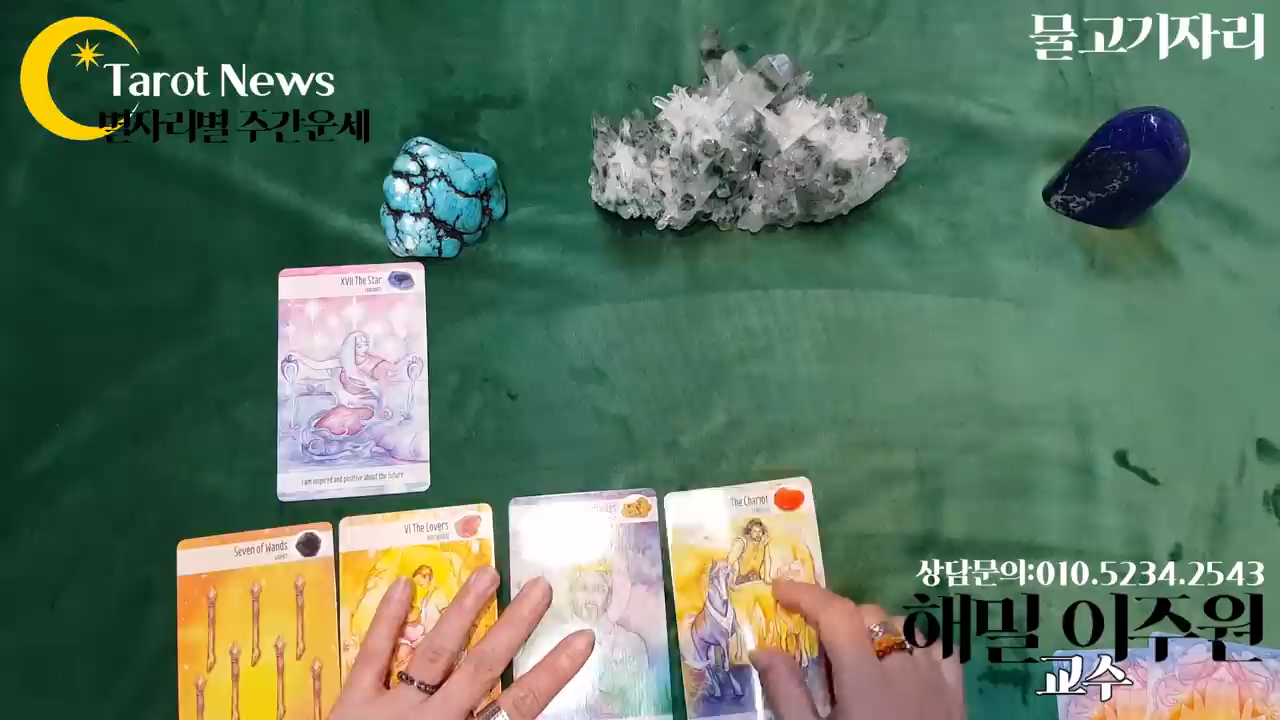 Tarot News
별자리별 주간운세
물고기자리
XVII The Star
I am inspired and positive about the future
Seven of Wands
VI The Lovers
The Chariot
상담문의:010.5234.2543
해밀 이주원
교수